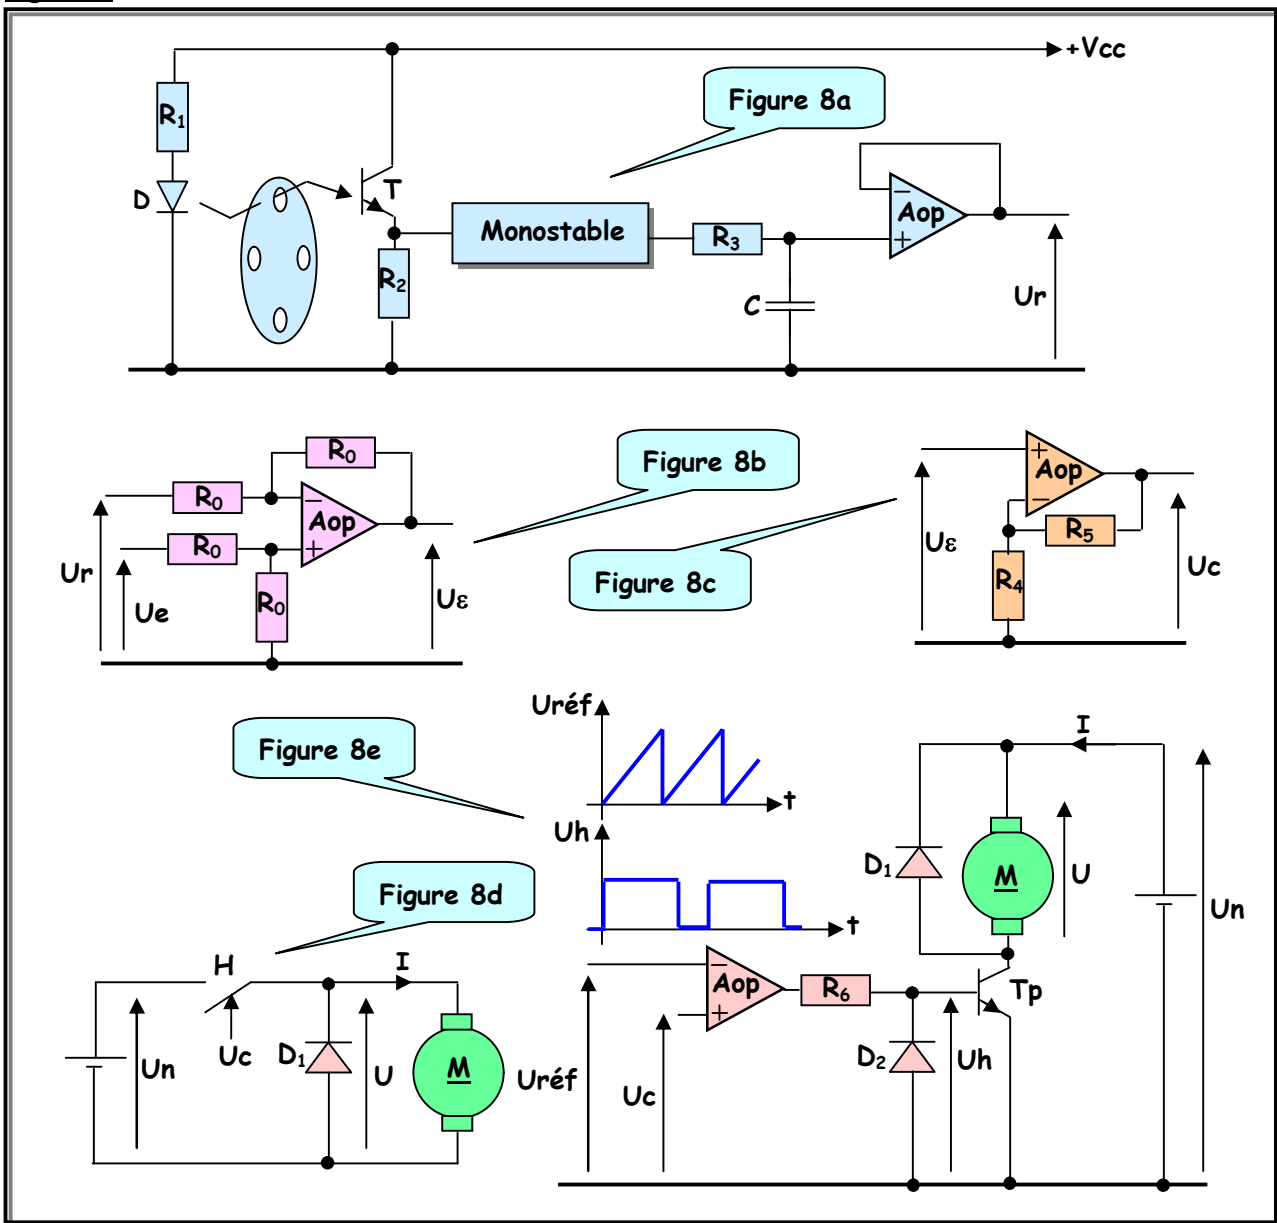 +Vcc
R1
Figure 8a
D
T
Aop
Monostable
R3
R2
C
Ur
R0
Figure 8b
Aop
R0
Aop
R0
R5
Uε
Figure 8c
Ur
R4
Uc
Ue
R0
Uε
Uréf
I
Figure 8e
t
Uh
D1
M
U
Figure 8d
Un
t
H
I
Aop
R6
Tp
Un
Uc
D1
U
M
Uréf
D2
Uh
Uc